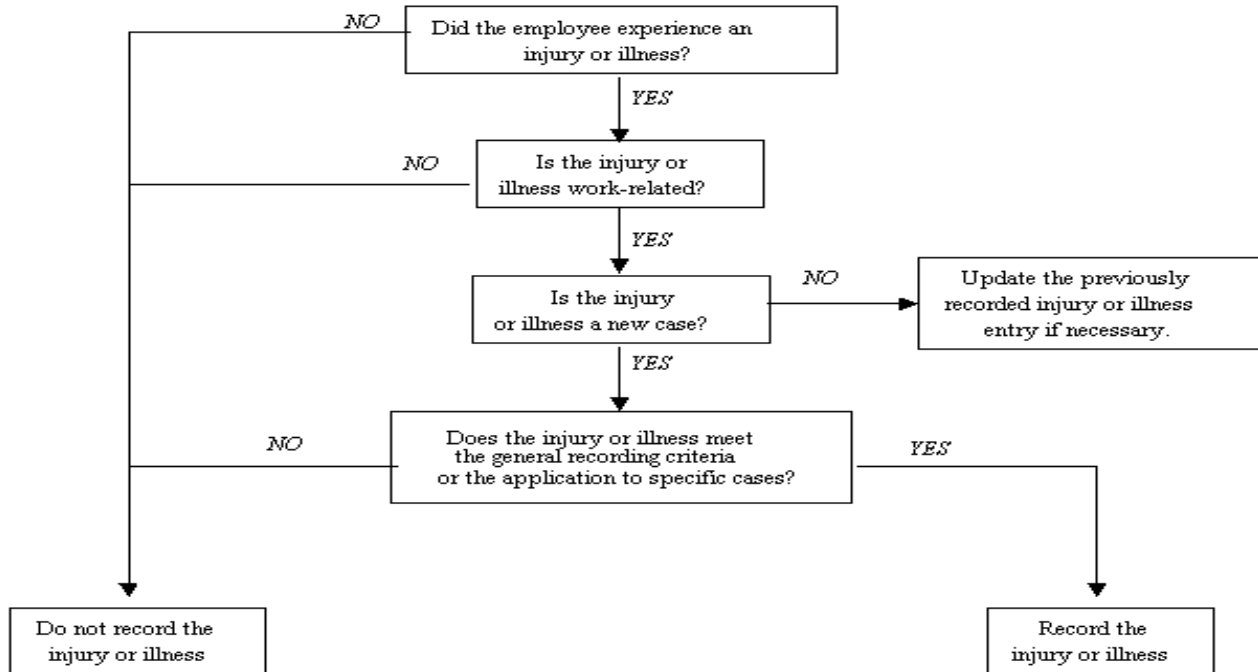 NO
Did the employee experience an
injury or illness?
YES
NO
Is the injury or
illness work-related?
YES
Is the injury
or illness a new case?
NO
Update the previously
recorded injury or illness
entry if necessary.
YES
NO
Does the injury or illness meet
the general recording criteria
or the application to specific cases?
YES
Do not record the
injury or illness
Record the
injury or illness